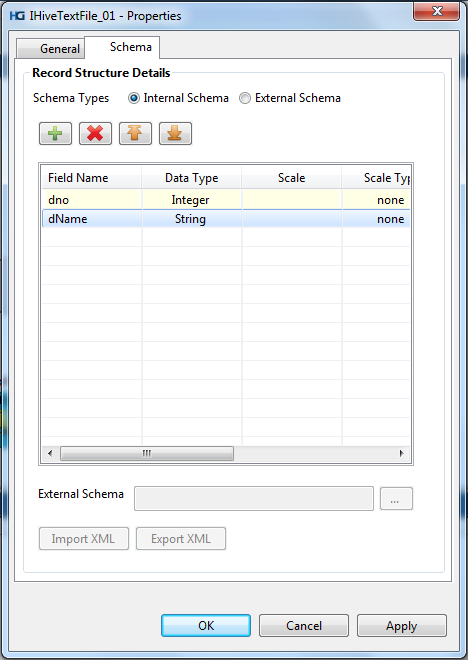 HG IHiveTextFile_01 - Properties
General Schema
Record Structure Details
Schema Types Internal Schema External Schema
Field Name Data Type Scale Scale Typ
dno Integer none
dName String none
External Schema ...
Import XML Export XML
OK Cancel Apply